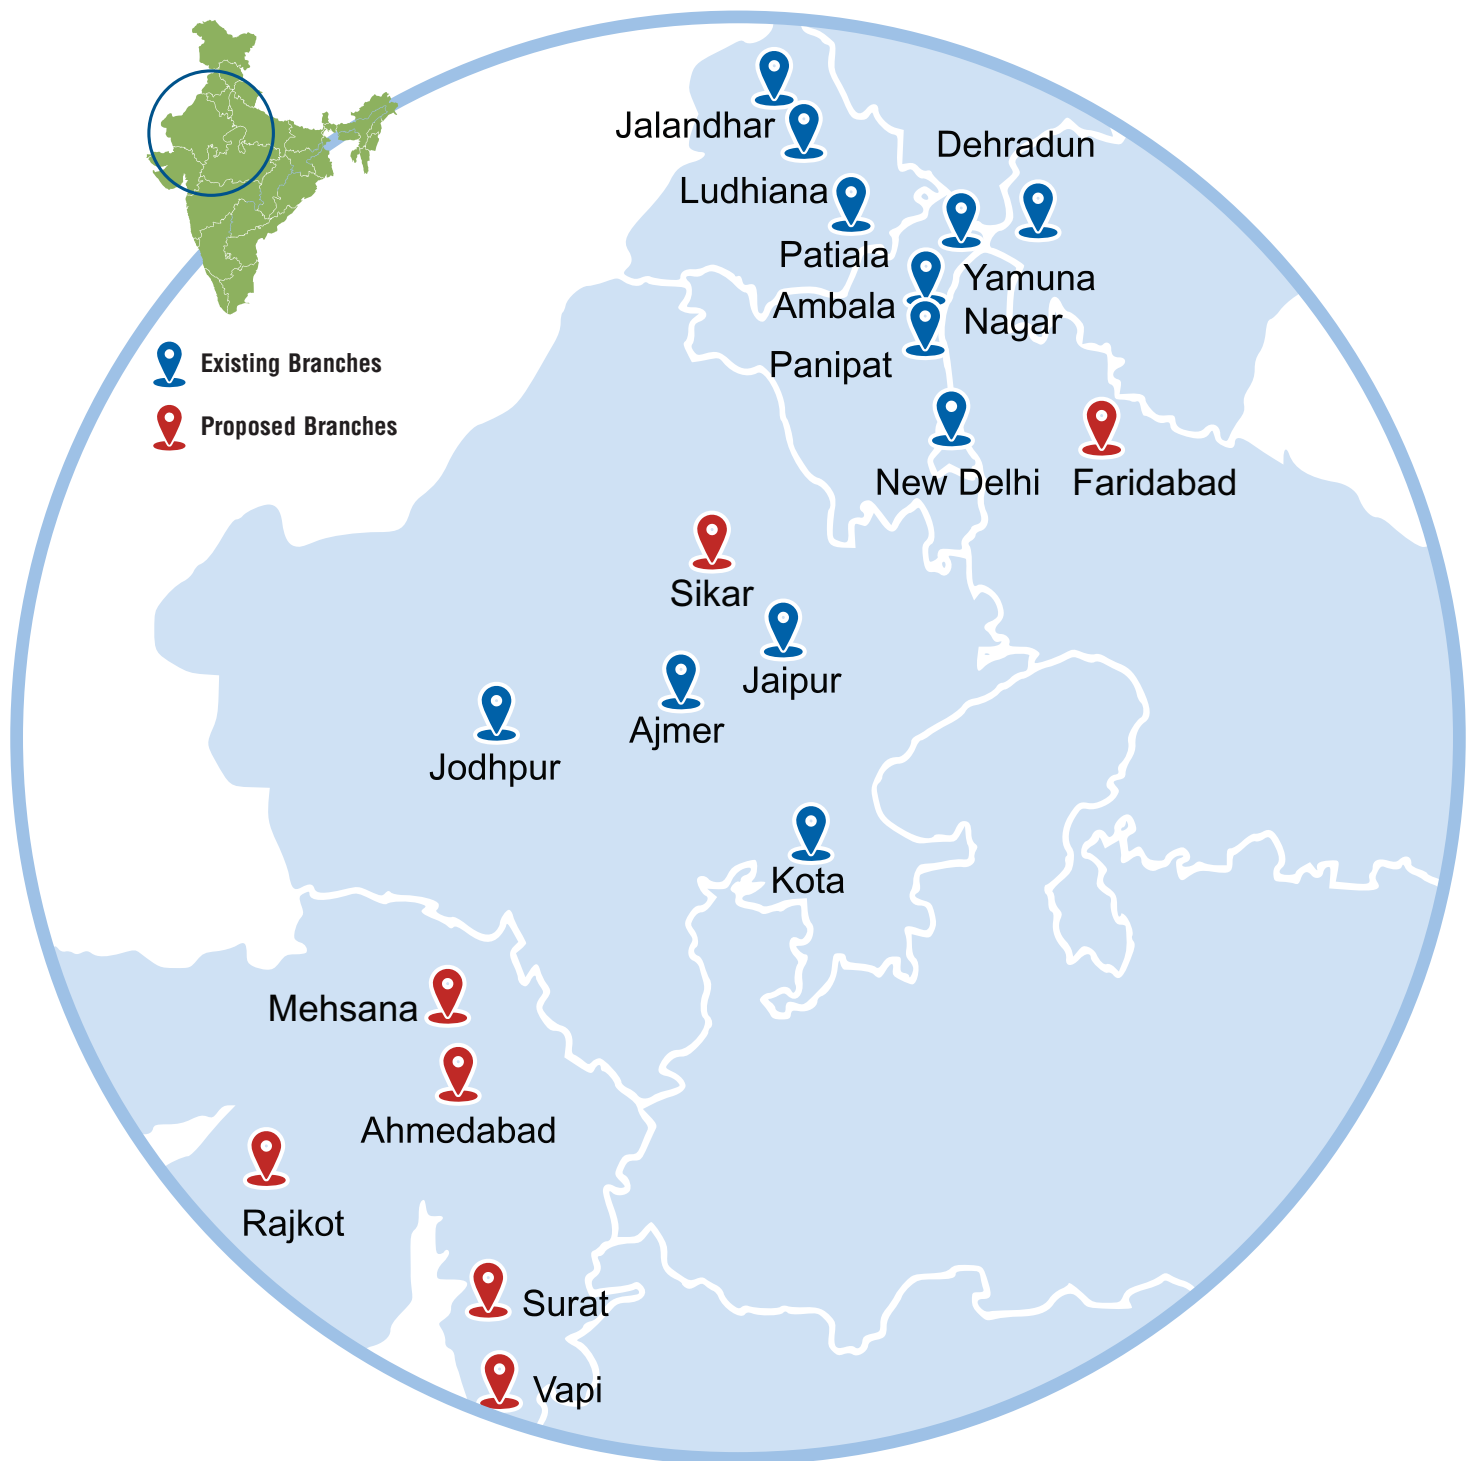 Jalandhar
Dehradun
Ludhiana
Patiala
Yamuna
Nagar
Ambala
Panipat
Existing Branches
Proposed Branches
New Delhi
Faridabad
Sikar
Jaipur
Ajmer
Jodhpur
Kota
Mehsana
Ahmedabad
Rajkot
Surat
Vapi